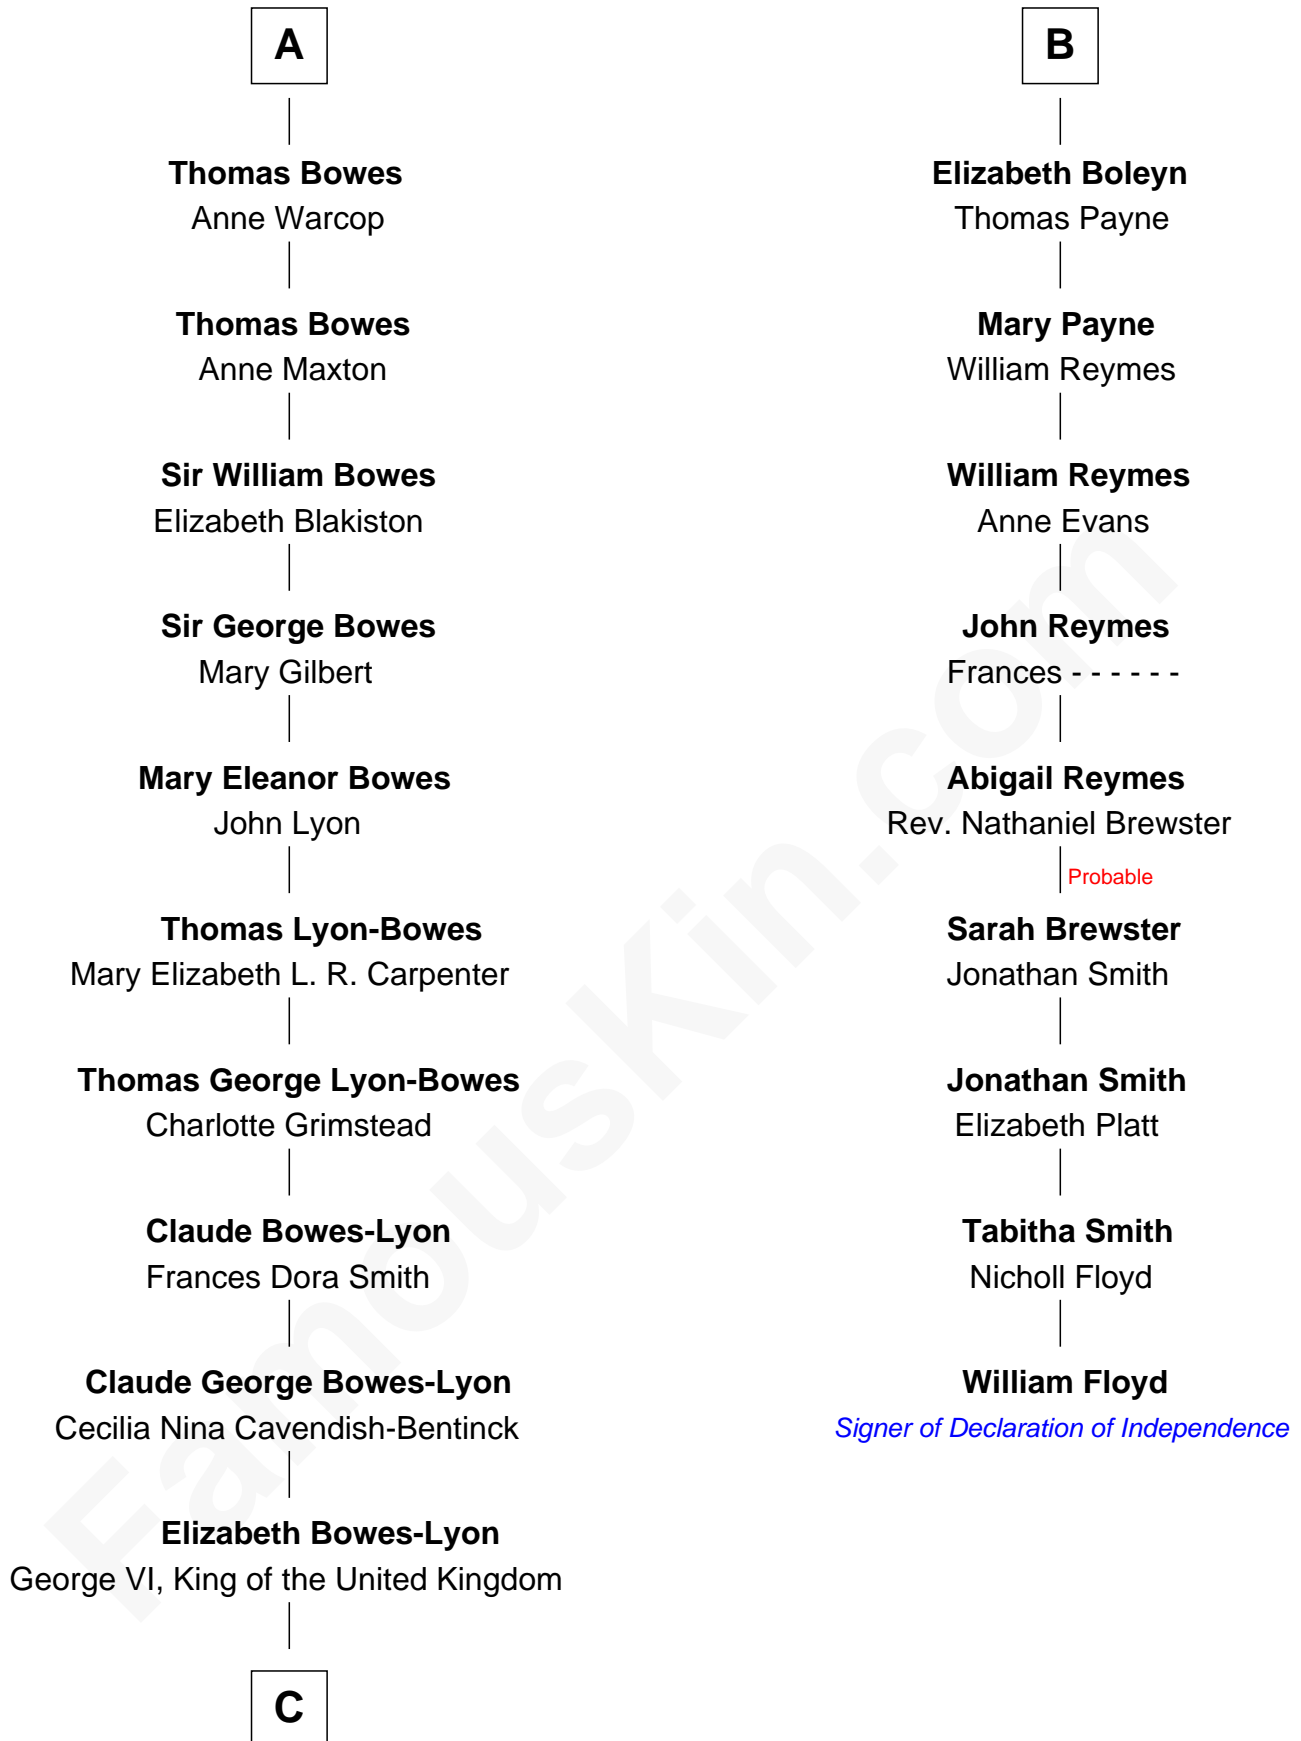 A
Thomas Bowes
Anne Warcop
Thomas Bowes
Anne Maxton
Sir William Bowes
Elizabeth Blakiston
Sir George Bowes
Mary Gilbert
Mary Eleanor Bowes
John Lyon
Thomas Lyon-Bowes
Mary Elizabeth L. R. Carpenter
Thomas George Lyon-Bowes
Charlotte Grimstead
Claude Bowes-Lyon
Frances Dora Smith
Claude George Bowes-Lyon
Cecilia Nina Cavendish-Bentinck
Elizabeth Bowes-Lyon
George VI, King of the United Kingdom
C
B
Elizabeth Boleyn
Thomas Payne
Mary Payne
William Reymes
William Reymes
Anne Evans
John Reymes
Frances - - - - - -
Abigail Reymes
Rev. Nathaniel Brewster
Probable
Sarah Brewster
Jonathan Smith
Jonathan Smith
Elizabeth Platt
Tabitha Smith
Nicholl Floyd
William Floyd
Signer of Declaration of Independence
FamousKin.com